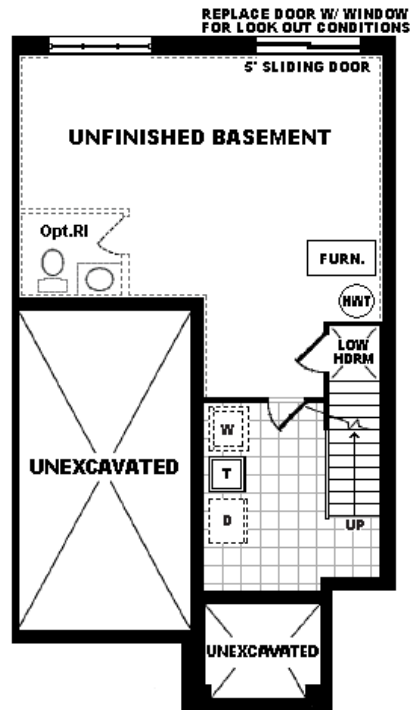 REPLACE DOOR W/ WINDOW
FOR LOOK OUT CONDITIONS
5' SLIDING DOOR
UNFINISHED BASEMENT
Opt.RI
FURN.
HWT
LOW
HDRM
W
T
D
UNEXCAVATED
UP
UNEXCAVATED